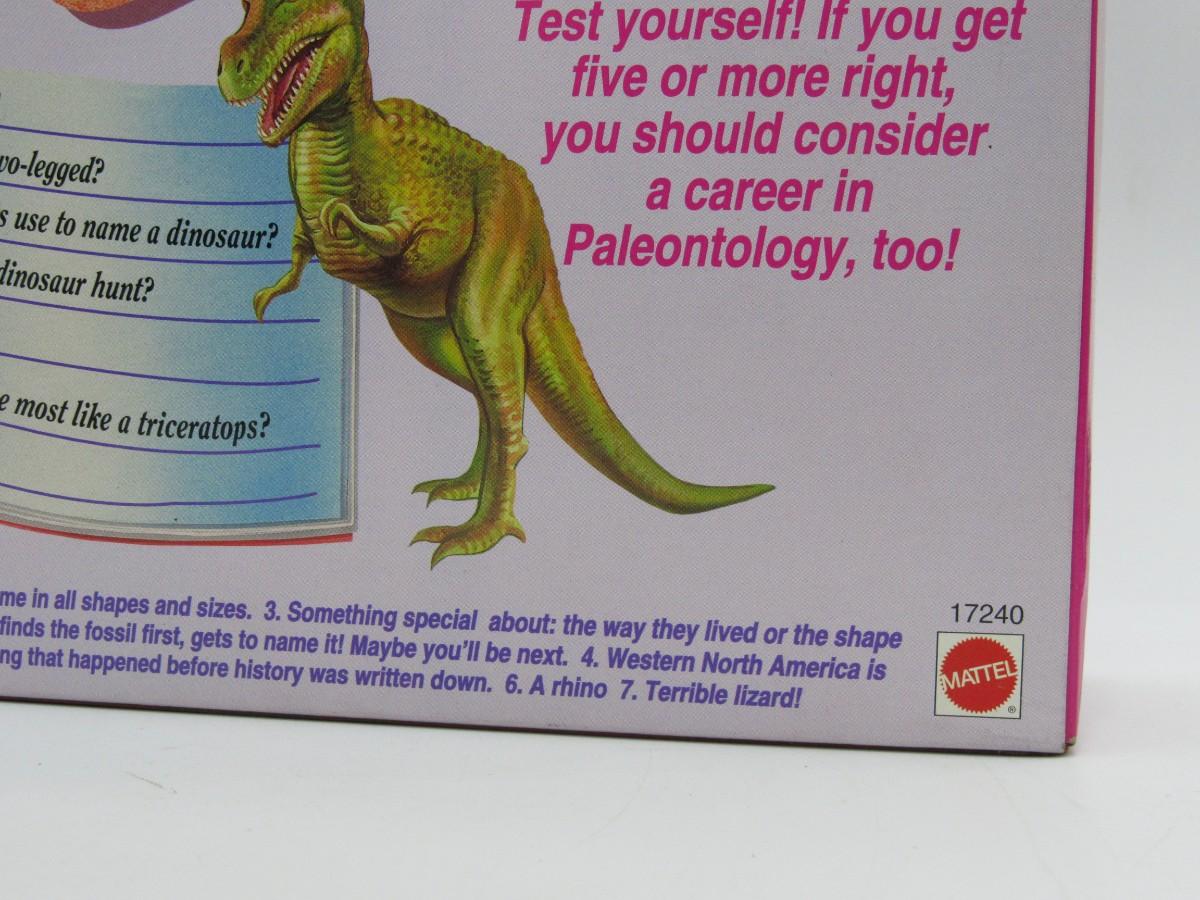 Test yourself! If you get
five or more right,
you should consider
a career in
Paleontology, too!
wo-legged?
s use to name a dinosaur?
dinosaur hunt?
e most like a triceratops?
me in all shapes and sizes. 3. Something special about: the way they lived or the shape
finds the fossil first, gets to name it! Maybe you'll be next. 4. Western North America is
ng that happened before history was written down. 6. A rhino 7. Terrible lizard!
17240
MATTEL
®